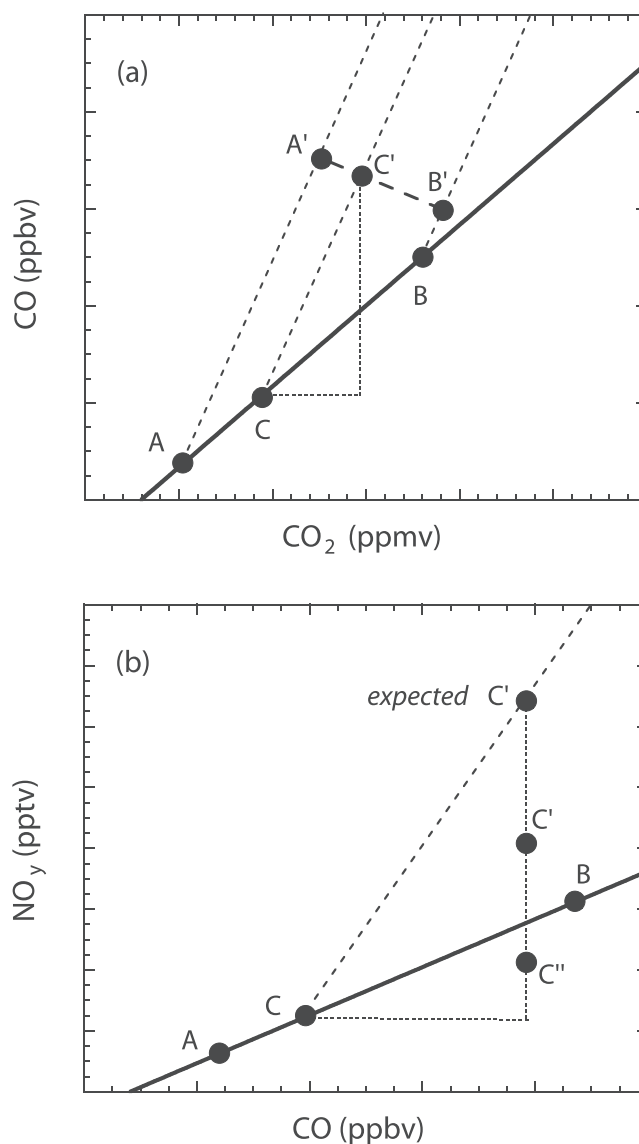 (a)
A'
C'
B'
CO (ppbv)
B
A
C
CO₂ (ppmv)
(b)
expected C'
NOy (pptv)
C'
B
C
C"
A
CO (ppbv)